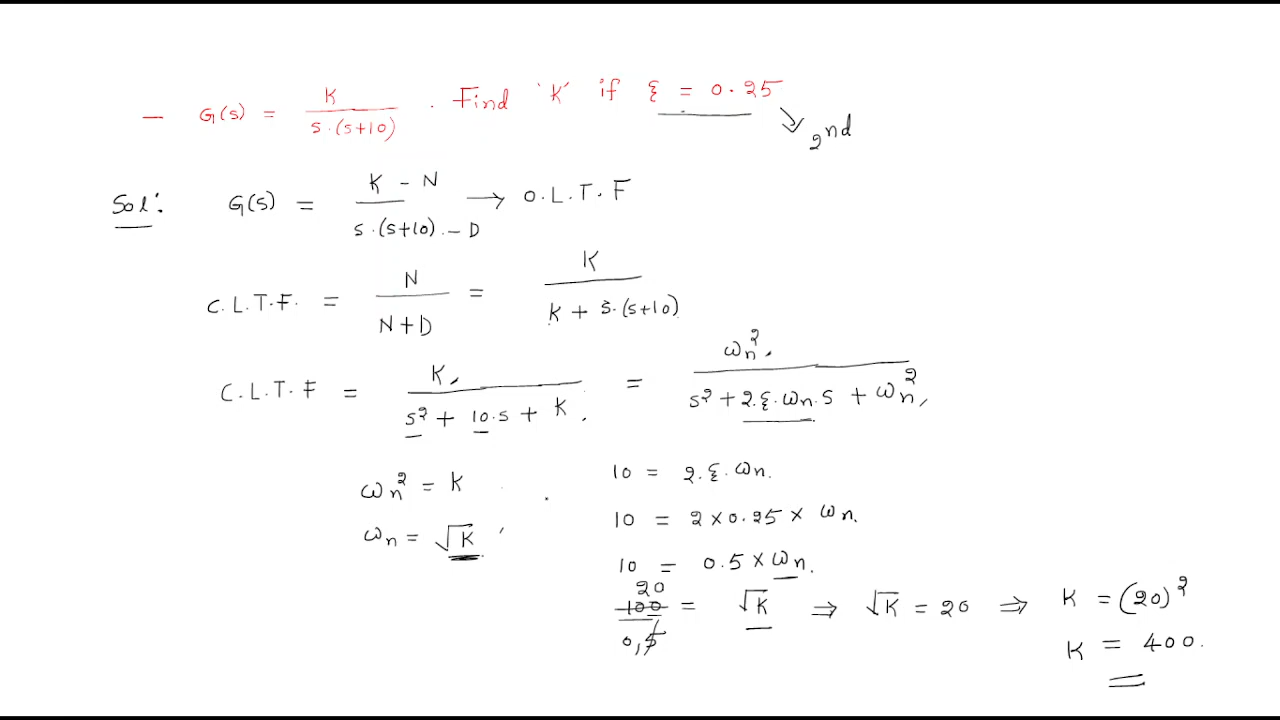 - G(s) = K / s.(s+10) . Find 'K' if ξ = 0.25
2nd
Sol: G(s) = K - N / s.(s+10) - D → O.L.T.F
C.L.T.F. = N / N+D = K / K + s.(s+10)
C.L.T.F = K / s² + 10.s + K = ωn² / s² + 2.ξ.ωn.s + ωn²
ωn² = K
ωn = √K
10 = 2.ξ.ωn.
10 = 2 × 0.25 × ωn.
10 = 0.5 × ωn.
20
100 / 0,5 = √K ⇒ √K = 20 ⇒ K = (20)²
K = 400.